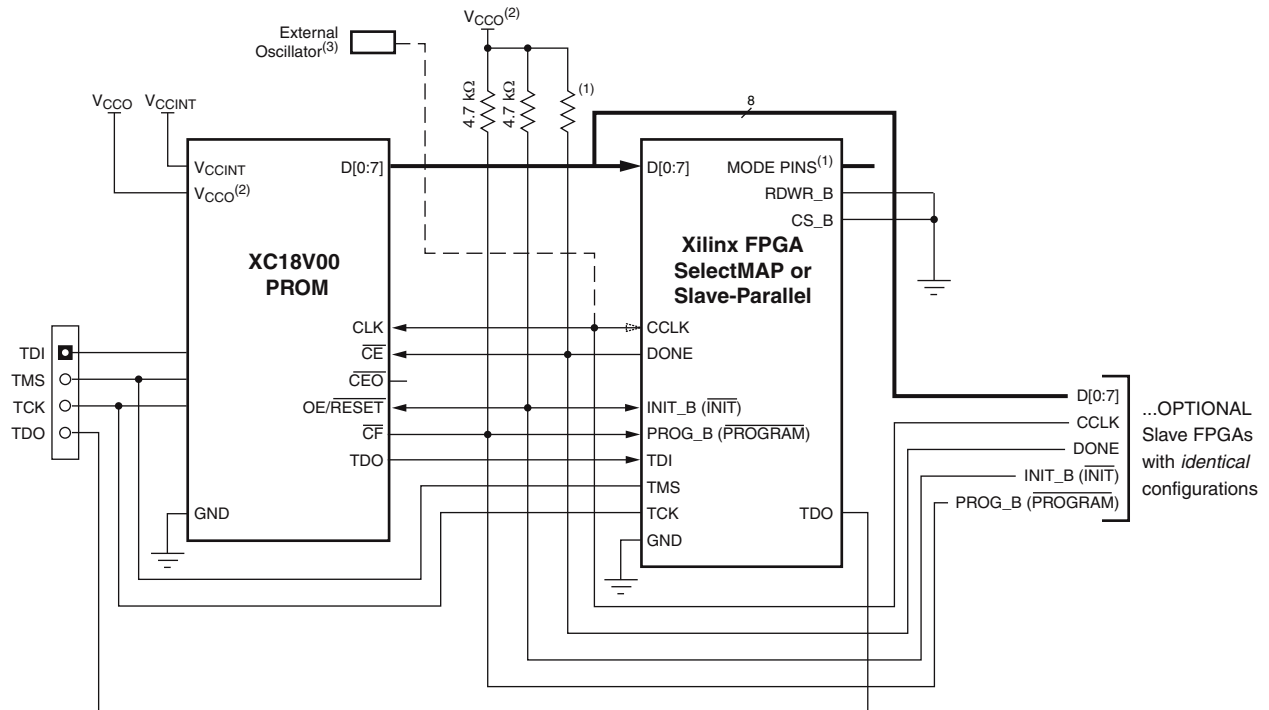 External
Oscillator(3)
VCCO(2)
VCCO VCCINT
4.7 kΩ
4.7 kΩ
(1)
8
VCCINT
VCCO(2)
D[0:7]
XC18V00
PROM
CLK
CE
CEO
OE/RESET
CF
TDO
GND
D[0:7]
MODE PINS(1)
RDWR_B
CS_B
Xilinx FPGA
SelectMAP or
Slave-Parallel
CCLK
DONE
INIT_B (INIT)
PROG_B (PROGRAM)
TDI
TMS
TCK
TDO
GND
TDI
TMS
TCK
TDO
D[0:7]
CCLK
DONE
INIT_B (INIT)
PROG_B (PROGRAM)
...OPTIONAL
Slave FPGAs
with identical
configurations